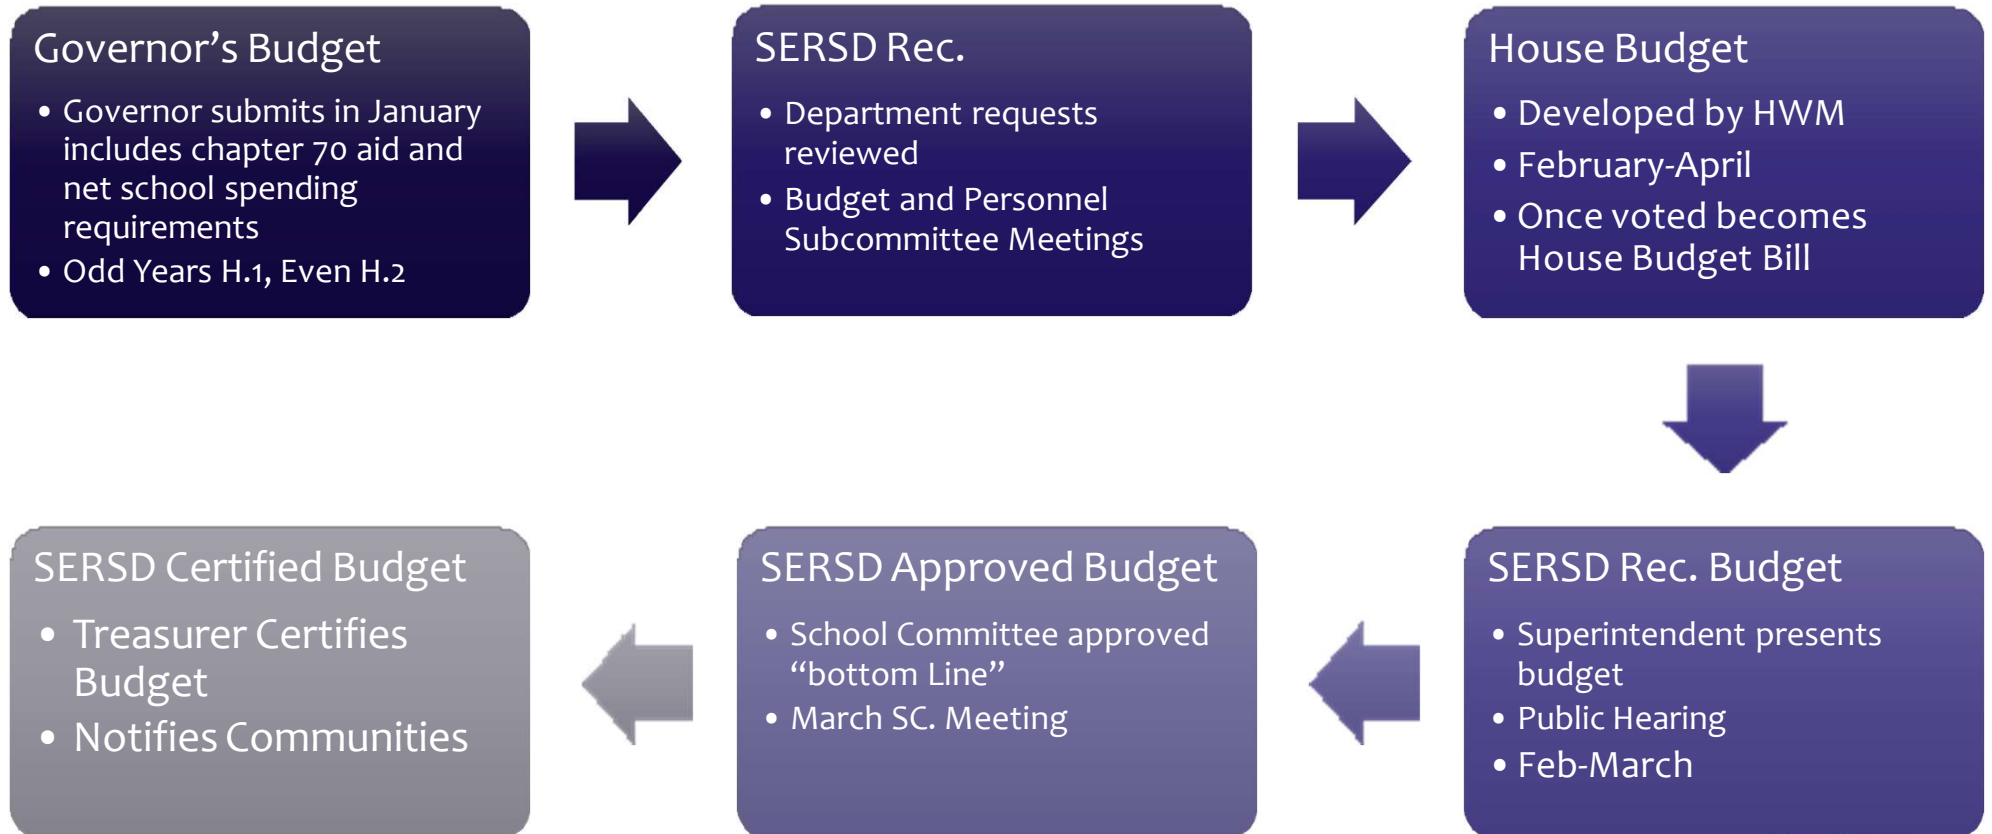 Governor’s Budget
• Governor submits in January
includes chapter 70 aid and
net school spending
requirements
• Odd Years H.1, Even H.2
SERSD Rec.
• Department requests
reviewed
• Budget and Personnel
Subcommittee Meetings
House Budget
• Developed by HWM
• February-April
• Once voted becomes
House Budget Bill
SERSD Rec. Budget
• Superintendent presents
budget
• Public Hearing
• Feb-March
SERSD Approved Budget
• School Committee approved
“bottom Line”
• March SC. Meeting
SERSD Certified Budget
• Treasurer Certifies
Budget
• Notifies Communities